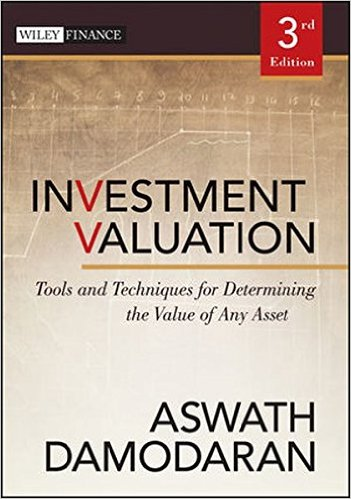 WILEY FINANCE
3rd
Edition
INVESTMENT
VALUATION
Tools and Techniques for Determining
the Value of Any Asset
ASWATH
DAMODARAN